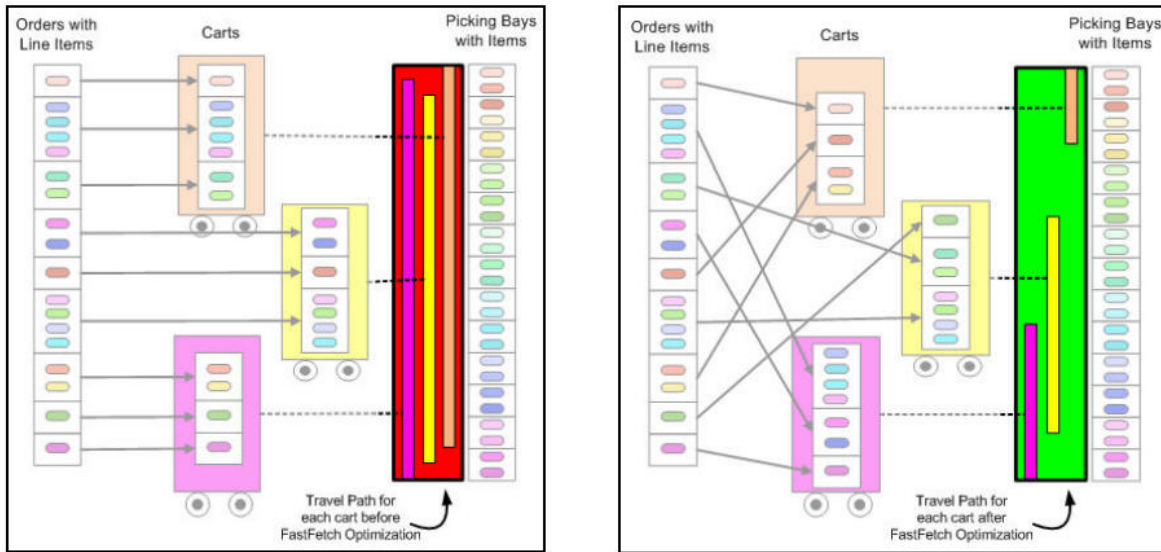 Orders with
Line Items
Carts
Picking Bays
with Items
Travel Path for
each cart before
FastFetch Optimization
Orders with
Line Items
Carts
Picking Bays
with Items
Travel Path for
each cart after
FastFetch Optimization